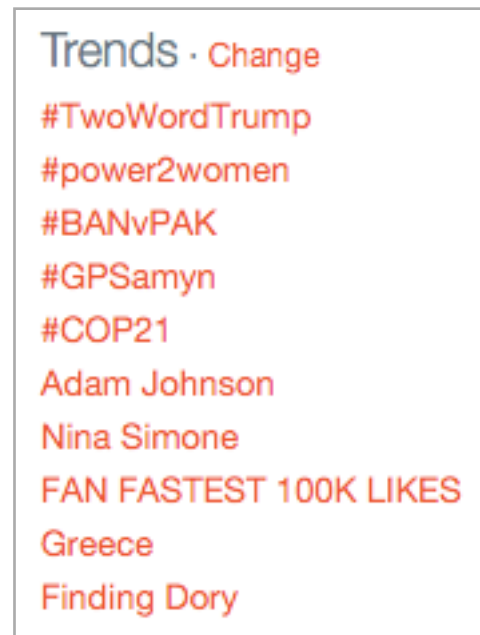 Trends · Change
#TwoWordTrump
#power2women
#BANvPAK
#GPSamyn
#COP21
Adam Johnson
Nina Simone
FAN FASTEST 100K LIKES
Greece
Finding Dory